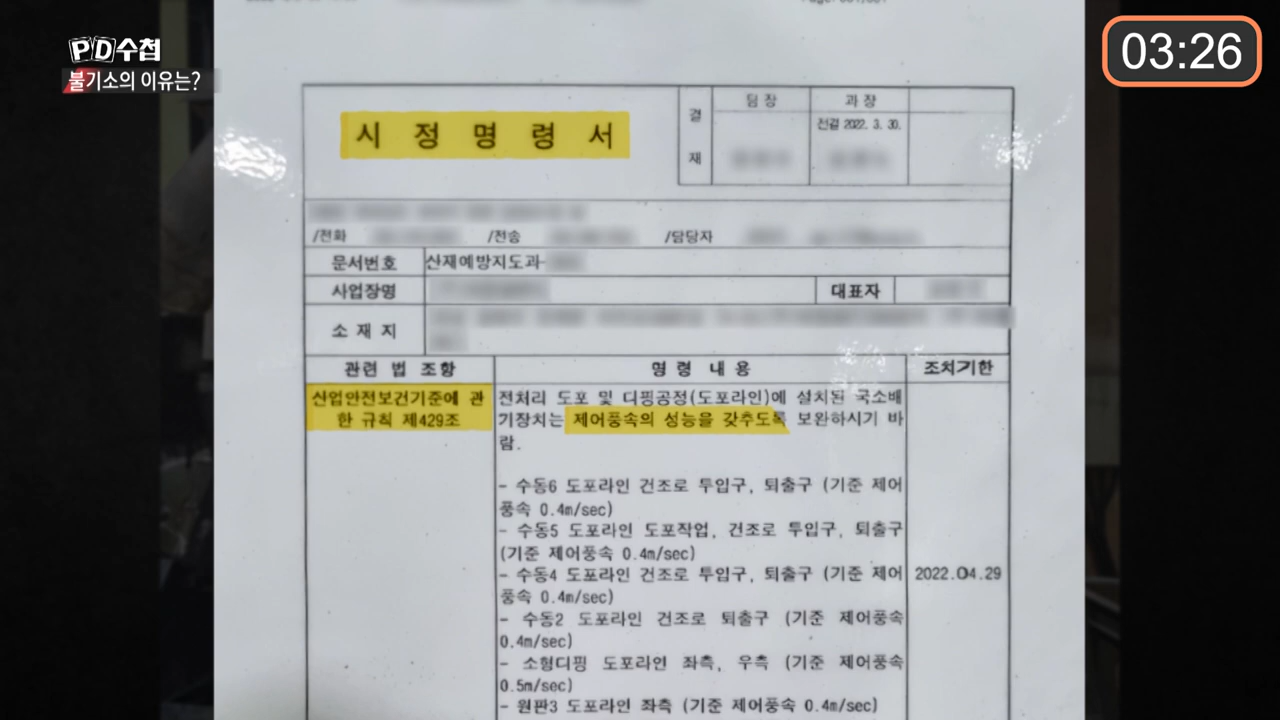 PD수첩
불기소의 이유는?
03:26
시 정 명 령 서
결 재
팀 장
과 장
전결 2022. 3. 30.
/전화
/전송
/담당자
문서번호
산재예방지도과
사업장명
대표자
소 재 지
관련 법 조항
명 령 내 용
조치기한
산업안전보건기준에 관
한 규칙 제429조
전처리 도포 및 디핑공정(도포라인)에 설치된 국소배
기장치는 제어풍속의 성능을 갖추도록 보완하시기 바
람.
- 수동6 도포라인 건조로 투입구, 퇴출구 (기준 제어
풍속 0.4m/sec)
- 수동5 도포라인 도포작업, 건조로 투입구, 퇴출구
(기준 제어풍속 0.4m/sec)
- 수동4 도포라인 건조로 투입구, 퇴출구 (기준 제어
풍속 0.4m/sec)
- 수동2 도포라인 건조로 퇴출구 (기준 제어풍속
0.4m/sec)
- 소형디핑 도포라인 좌측, 우측 (기준 제어풍속
0.5m/sec)
- 원판3 도포라인 좌측 (기준 제어풍속 0.4m/sec)
2022.04.29